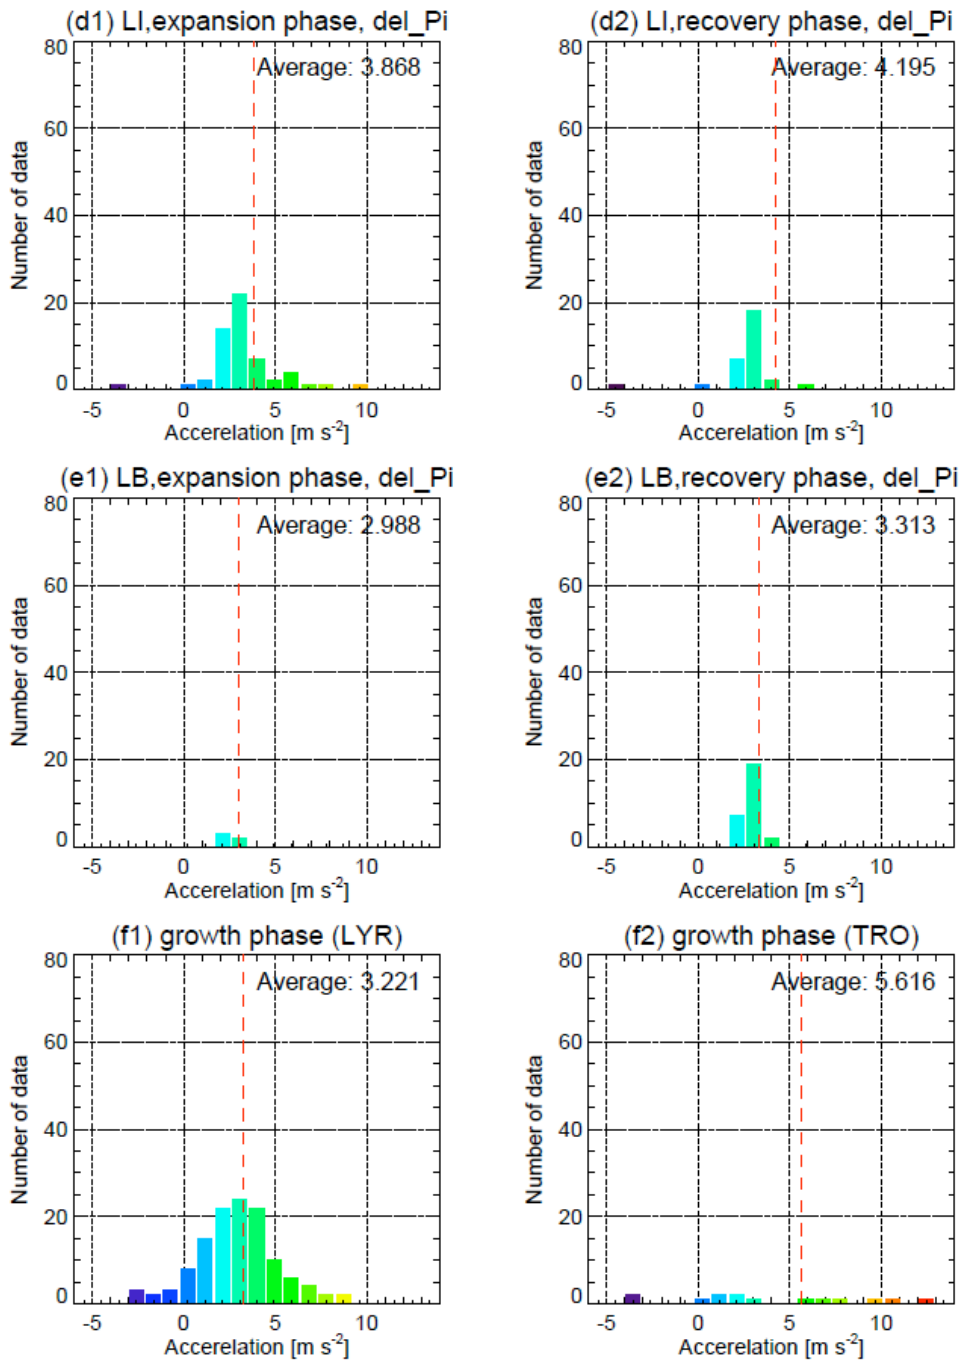 (d1) LI,expansion phase, del_Pi
80
60
40
20
0
Number of data
Average: 3.868
-5 0 5 10
Accerelation [m s-2]
(d2) LI,recovery phase, del_Pi
80
60
40
20
0
Number of data
Average: 4.195
-5 0 5 10
Accerelation [m s-2]
(e1) LB,expansion phase, del_Pi
80
60
40
20
0
Number of data
Average: 2.988
-5 0 5 10
Accerelation [m s-2]
(e2) LB,recovery phase, del_Pi
80
60
40
20
0
Number of data
Average: 3.313
-5 0 5 10
Accerelation [m s-2]
(f1) growth phase (LYR)
80
60
40
20
0
Number of data
Average: 3.221
-5 0 5 10
Accerelation [m s-2]
(f2) growth phase (TRO)
80
60
40
20
0
Number of data
Average: 5.616
-5 0 5 10
Accerelation [m s-2]